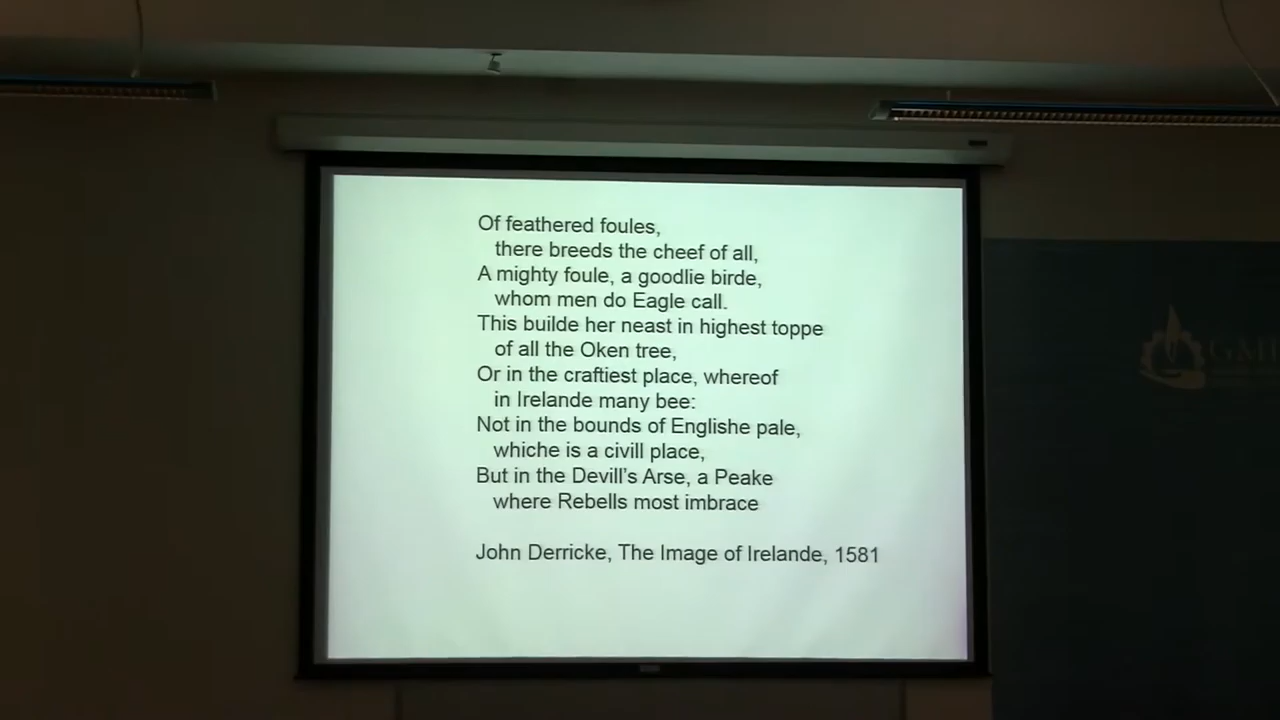 Of feathered foules,
there breeds the cheef of all,
A mighty foule, a goodlie birde,
whom men do Eagle call.
This builde her neast in highest toppe
of all the Oken tree,
Or in the craftiest place, whereof
in Irelande many bee:
Not in the bounds of Englishe pale,
whiche is a civill place,
But in the Devill's Arse, a Peake
where Rebells most imbrace
John Derricke, The Image of Irelande, 1581